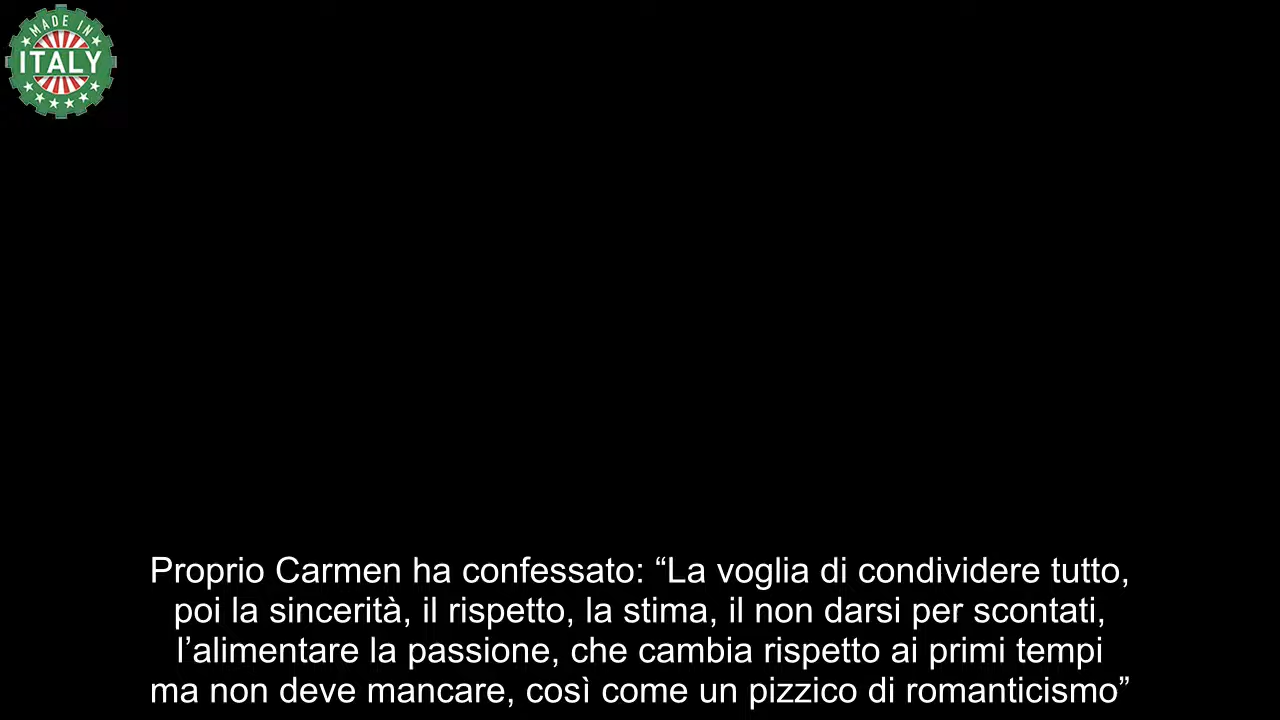 MADE IN
ITALY
Proprio Carmen ha confessato: “La voglia di condividere tutto,
poi la sincerità, il rispetto, la stima, il non darsi per scontati,
l’alimentare la passione, che cambia rispetto ai primi tempi
ma non deve mancare, così come un pizzico di romanticismo”